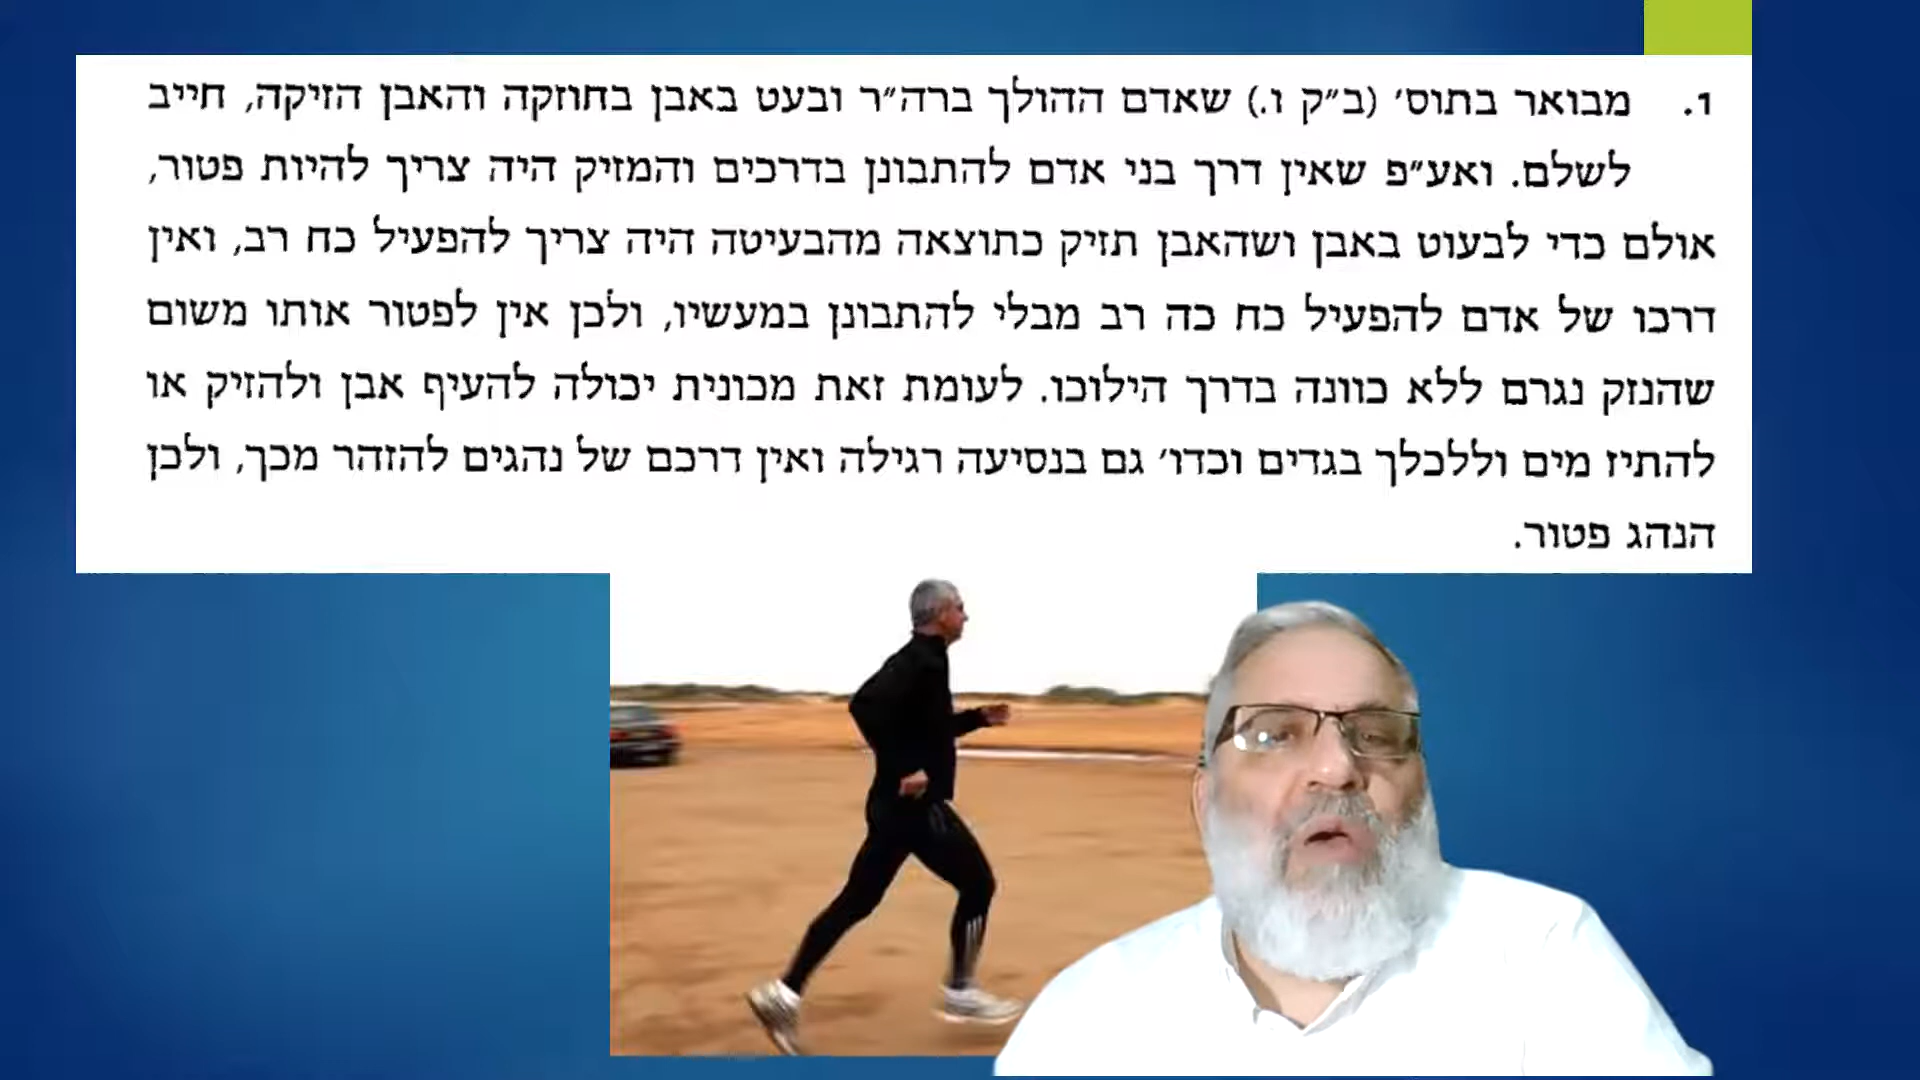 1. מבואר בתוס׳ (ב״ק ו.) שאדם ההולך ברה״ר ובעט באבן בחוזקה והאבן הזיקה, חייב
לשלם. ואע״פ שאין דרך בני אדם להתבונן בדרכים והמזיק היה צריך להיות פטור,
אולם כדי לבעוט באבן ושהאבן תזיק כתוצאה מהבעיטה היה צריך להפעיל כח רב, ואין
דרכו של אדם להפעיל כח כה רב מבלי להתבונן במעשיו, ולכן אין לפטור אותו משום
שהנזק נגרם ללא כוונה בדרך הילוכו. לעומת זאת מכונית יכולה להעיף אבן ולהזיק או
להתיז מים וללכלך בגדים וכדו׳ גם בנסיעה רגילה ואין דרכם של נהגים להזהר מכך, ולכן
הנהג פטור.